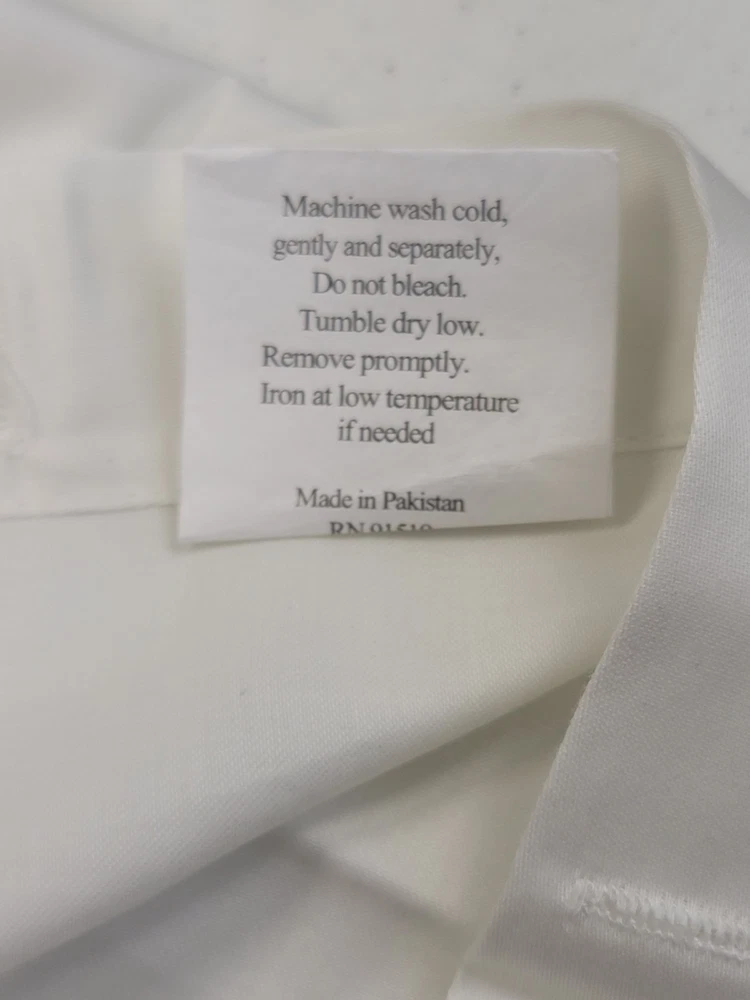 Machine wash cold,
gently and separately,
Do not bleach.
Tumble dry low.
Remove promptly.
Iron at low temperature
if needed
Made in Pakistan
RN